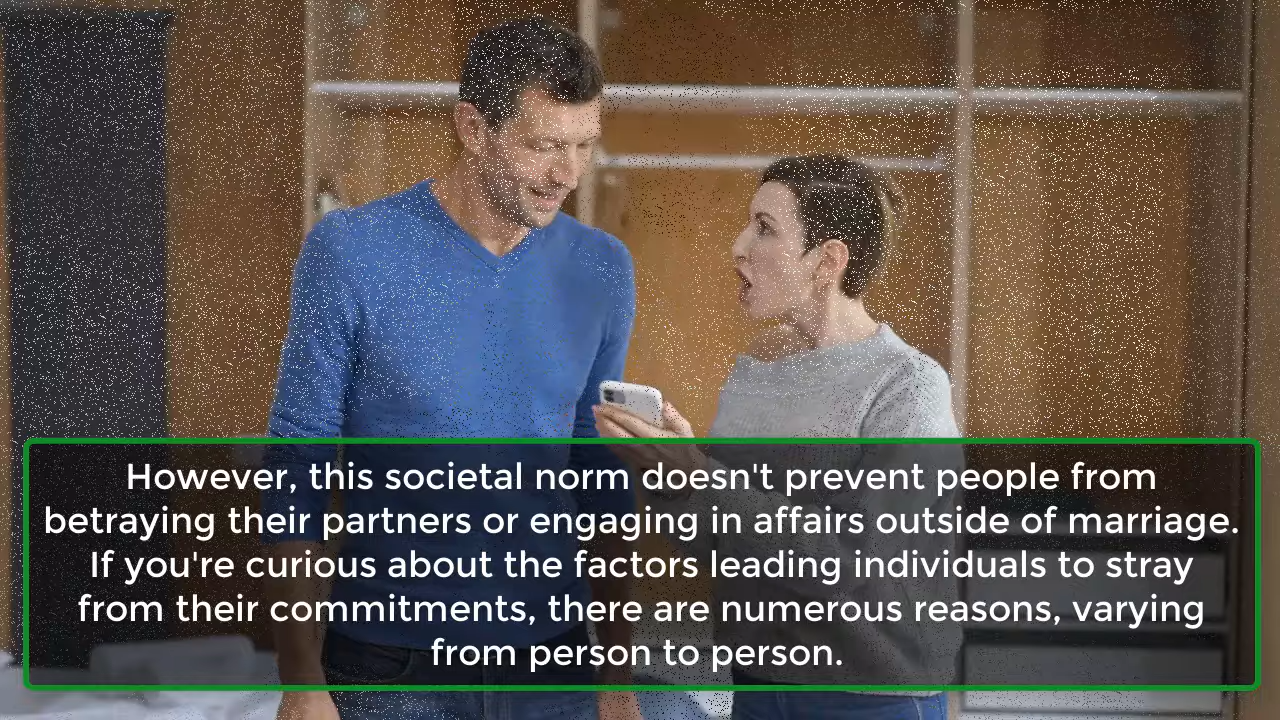 However, this societal norm doesn't prevent people from
betraying their partners or engaging in affairs outside of marriage.
If you're curious about the factors leading individuals to stray
from their commitments, there are numerous reasons, varying
from person to person.